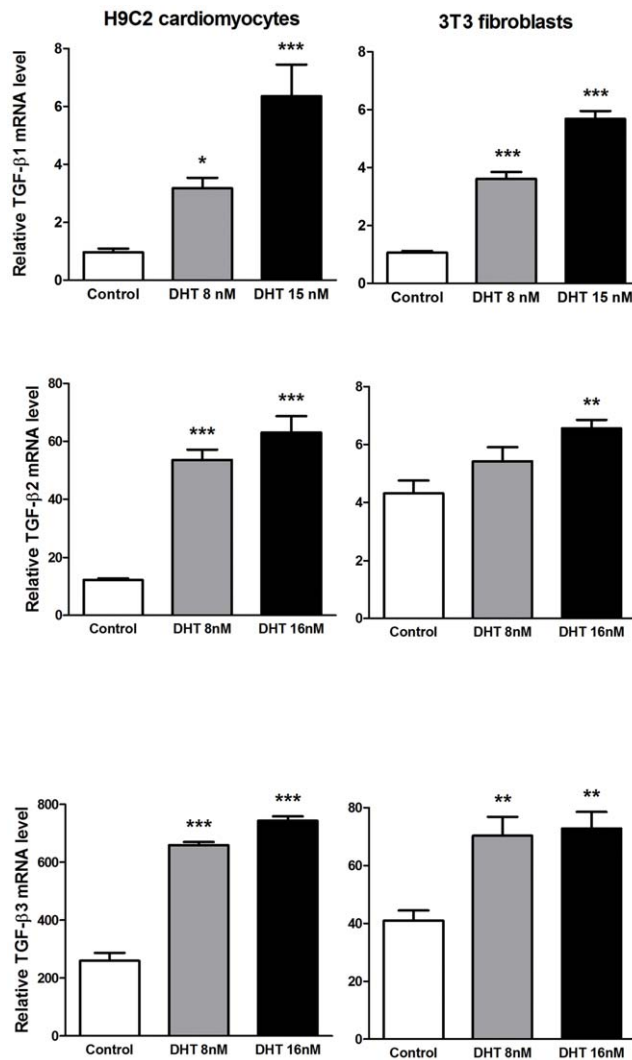 H9C2 cardiomyocytes
3T3 fibroblasts
Relative TGF-β1 mRNA level
8
6
4
2
0
*
***
Control
DHT 8 nM
DHT 15 nM
8
6
4
2
0
***
***
Control
DHT 8 nM
DHT 15 nM
Relative TGF-β2 mRNA level
80
60
40
20
0
***
***
Control
DHT 8nM
DHT 16nM
8
6
4
2
0
**
Control
DHT 8nM
DHT 16nM
Relative TGF-β3 mRNA level
800
600
400
200
***
***
Control
DHT 8nM
DHT 16nM
80
60
40
20
0
**
**
Control
DHT 8nM
DHT 16nM